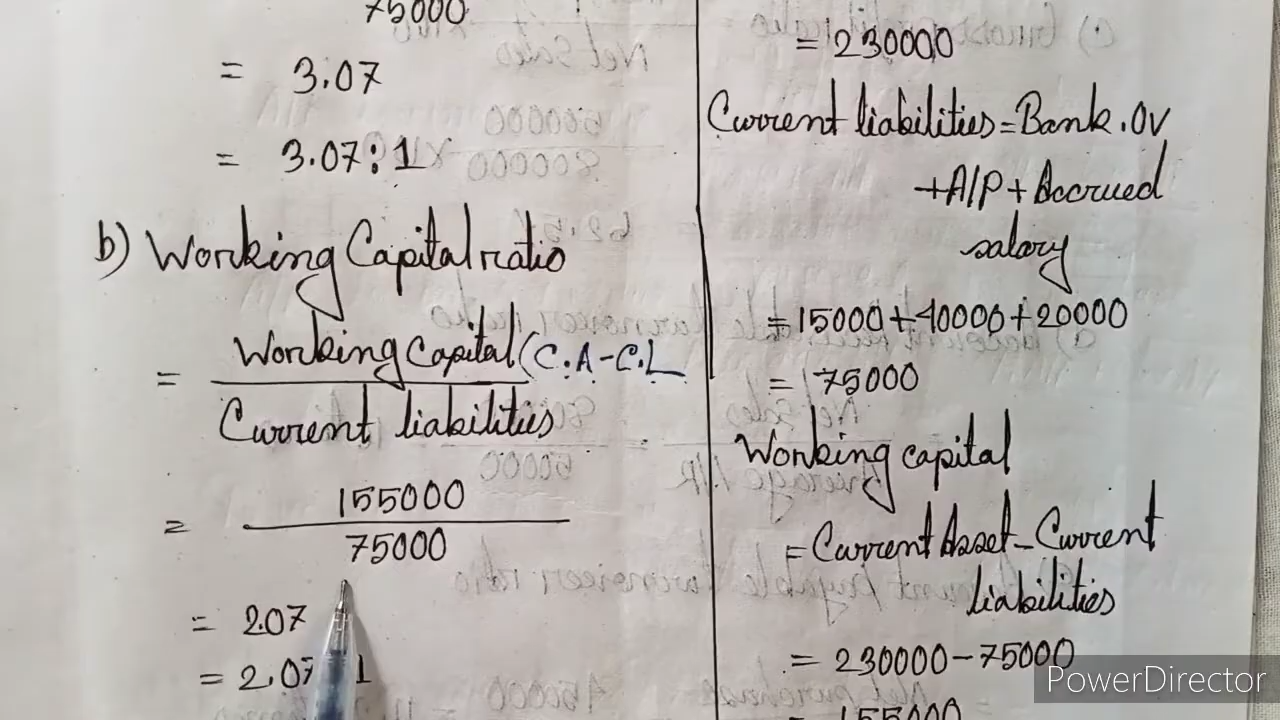 75000
= 3.07
= 3.07:1
b) Working Capital ratio
= Working Capital (C.A-C.L
Current liabilities
= 155000
75000
= 2.07
= 2.07 1
= 230000
Current liabilities = Bank.OV
+A/P + Accrued
salary
= 15000+40000+20000
= 75000
Working capital
= Current Asset - Current
liabilities
= 230000-75000
= 155000
PowerDirector